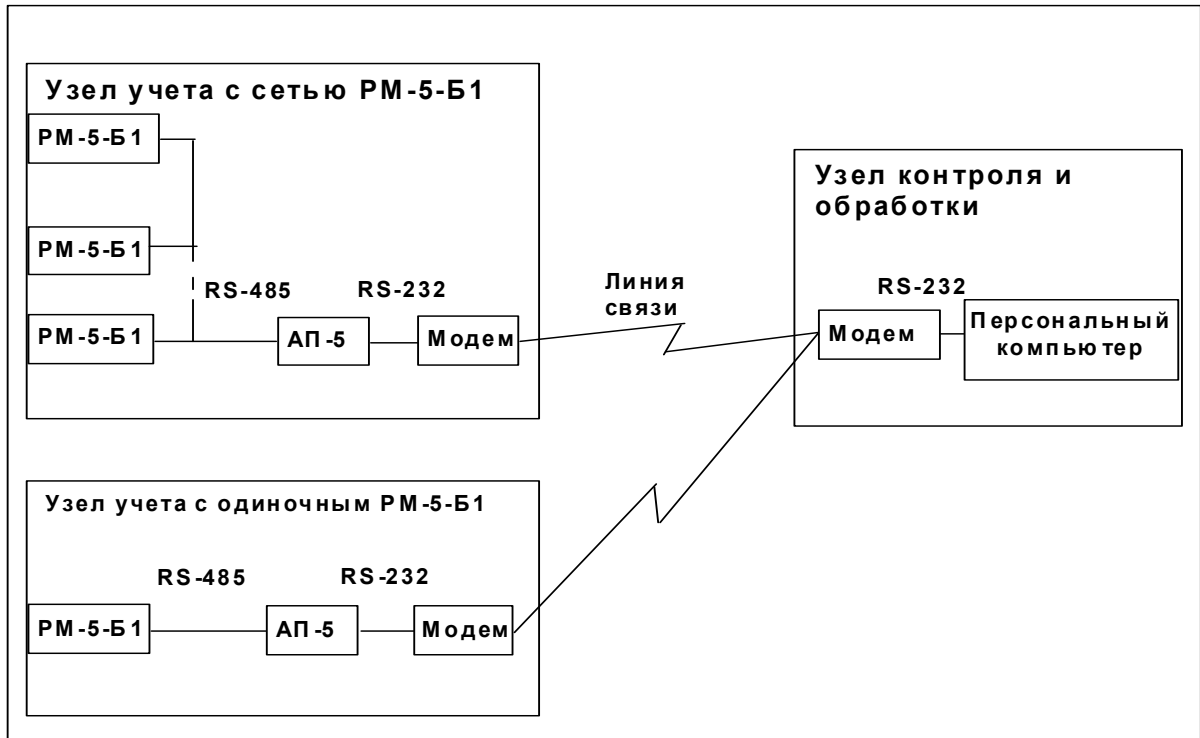 Узел учета с сетью РМ-5-Б1
РМ-5-Б1
РМ-5-Б1
РМ-5-Б1
RS-485
АП-5
RS-232
Модем
Линия
связи
Узел контроля и
обработки
RS-232
Модем
Персональный
компьютер
Узел учета с одиночным РМ-5-Б1
RS-485
RS-232
РМ-5-Б1
АП-5
Модем